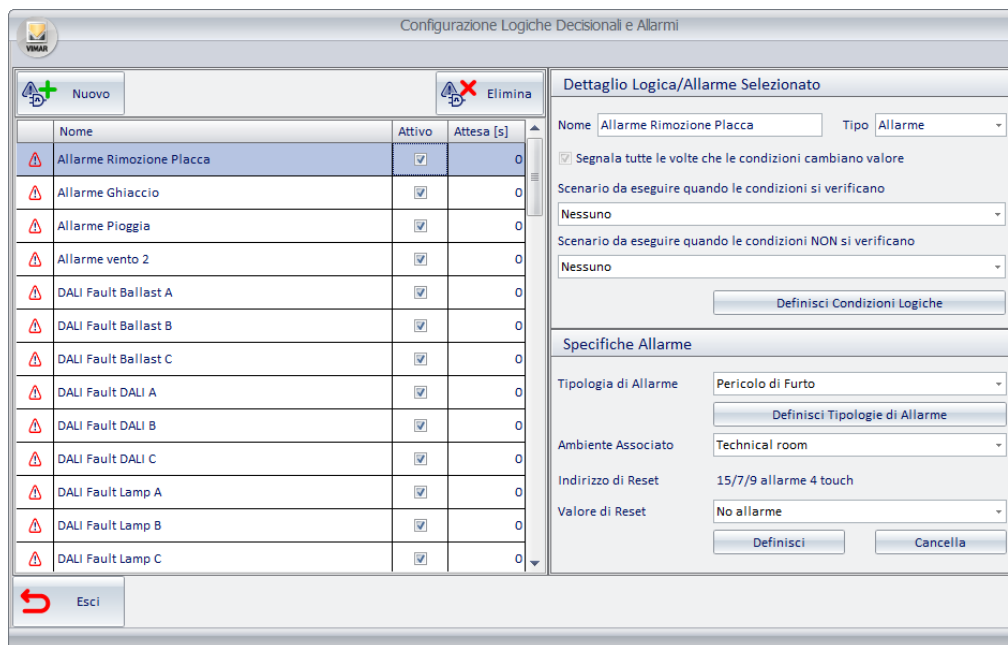 Configurazione Logiche Decisionali e Allarmi
VIMAR
Nuovo
Elimina
Nome Attivo Attesa [s]
Allarme Rimozione Placca 0
Allarme Ghiaccio 0
Allarme Pioggia 0
Allarme vento 2 0
DALI Fault Ballast A 0
DALI Fault Ballast B 0
DALI Fault Ballast C 0
DALI Fault DALI A 0
DALI Fault DALI B 0
DALI Fault DALI C 0
DALI Fault Lamp A 0
DALI Fault Lamp B 0
DALI Fault Lamp C 0
Esci
Dettaglio Logica/Allarme Selezionato
Nome Allarme Rimozione Placca Tipo Allarme
Segnala tutte le volte che le condizioni cambiano valore
Scenario da eseguire quando le condizioni si verificano
Nessuno
Scenario da eseguire quando le condizioni NON si verificano
Nessuno
Definisci Condizioni Logiche
Specifiche Allarme
Tipologia di Allarme Pericolo di Furto
Definisci Tipologie di Allarme
Ambiente Associato Technical room
Indirizzo di Reset 15/7/9 allarme 4 touch
Valore di Reset No allarme
Definisci Cancella